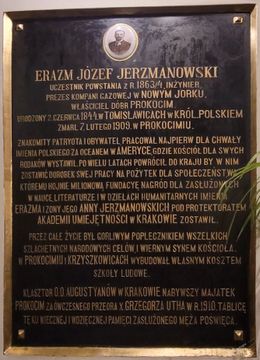 ERAZM JÓZEF JERZMANOWSKI
UCZESTNIK POWSTANIA Z R. 1863/4, INŻYNIER,
PREZES KOMPANI GAZOWEJ W NOWYM JORKU,
WŁAŚCICIEL DÓBR PROKOCIM.
URODZONY 2. CZERWCA 1844 W TOMISŁAWICACH W KRÓL. POLSKIEM
ZMARŁ 7. LUTEGO 1909. W PROKOCIMIU.
ZNAKOMITY PATRYOTA I OBYWATEL, PRACOWAŁ NAJPIERW DLA CHWAŁY
IMIENIA POLSKIEGO ZA OCEANEM W AMERYCE, GDZIE KOŚCIÓŁ DLA SWYCH
RODAKÓW WYSTAWIŁ. PO WIELU LATACH POWRÓCIŁ DO KRAJU BY W NIM
ZOSTAWIĆ DOROBEK SWEJ PRACY NA POŻYTEK DLA SPOŁECZEŃSTWA,
KTÓREMU HOJNIE MILIONOWĄ, FUNDACYĘ NAGRÓD DLA ZASŁUŻONYCH
W NAUCE, LITERATURZE I W DZIEŁACH HUMANITARNYCH IMIENIA
ERAZMA I ŻONY JEGO ANNY JERZMANOWSKICH POD PROTEKTORATEM
AKADEMII UMIEJĘTNOŚCI W KRAKOWIE ZOSTAWIŁ.
PRZEZ CAŁE ŻYCIE BYŁ GORLIWYM POPLECZNIKIEM WSZELKICH
SZLACHETNYCH NARODOWYCH CELÓW, I WIERNYM SYNEM KOŚCIOŁA.
W PROKOCIMIU I KRZYSZKOWICACH WYBUDOWAŁ WŁASNYM KOSZTEM
SZKOŁY LUDOWE.
KLASZTOR O.O. AUGUSTYANÓW W KRAKOWIE NABYWSZY MAJĄTEK
PROKOCIM ZA ÓWCZESNEGO PRZEORA X. GRZEGORZA UTHA W R. 1910. TABLICĘ
TĘ KU WIECZNEJ I WDZIĘCZNEJ PAMIĘCI ZASŁUŻONEGO MĘŻA POŚWIĘCA.